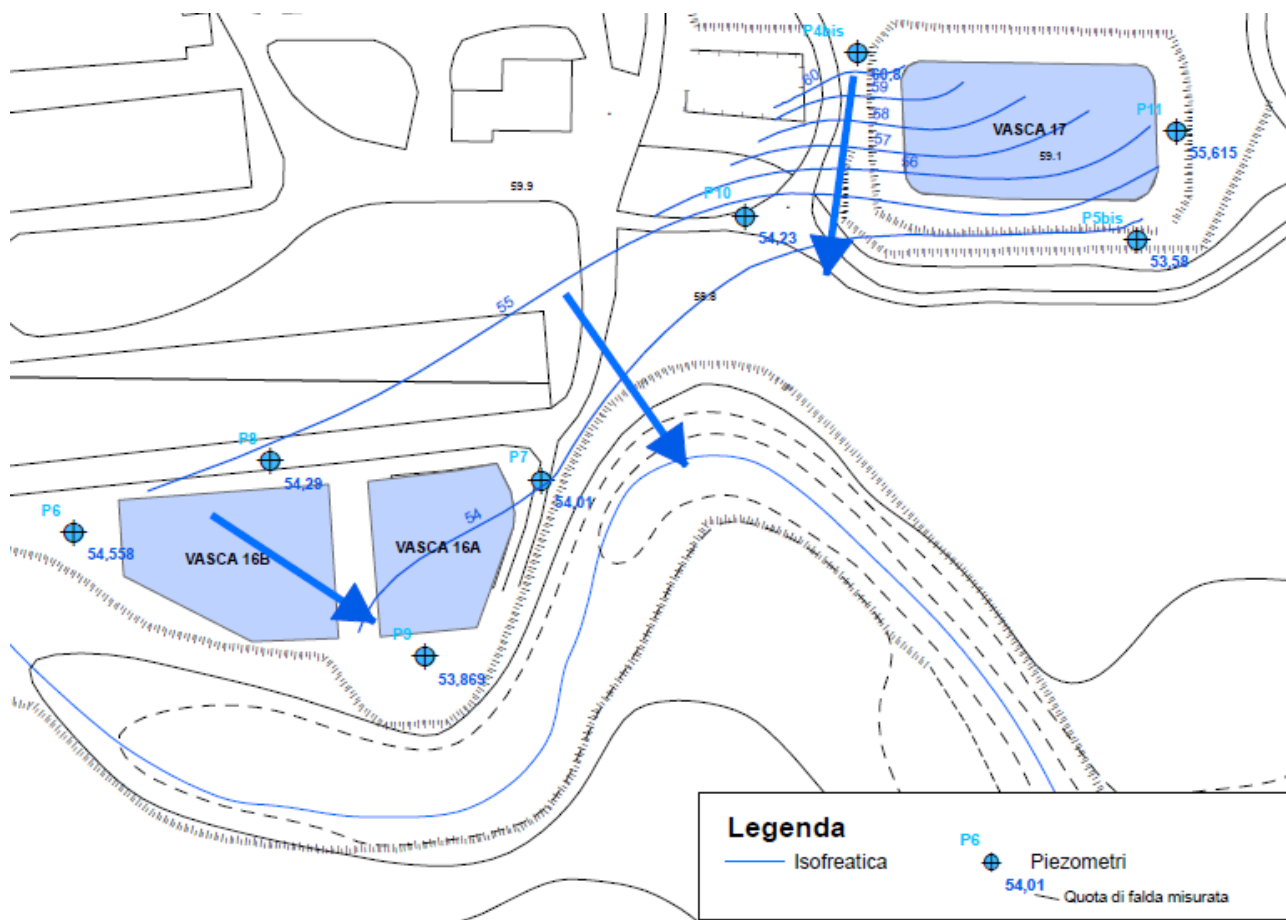 P4bis
60
60,8
59
58
57
56
VASCA 17
59.1
P11
55,615
59.9
P10
54,23
P5bis
53,58
59.8
55
P8
54,29
P7
54,01
54
P6
54,558
VASCA 16B
VASCA 16A
P9
53,869
Legenda
Isofreatica
P6
Piezometri
54,01
Quota di falda misurata